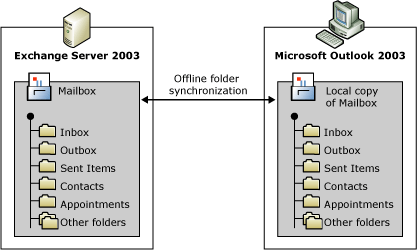 Exchange Server 2003
Mailbox
Inbox
Outbox
Sent Items
Contacts
Appointments
Other folders
Offline folder
synchronization
Microsoft Outlook 2003
Local copy
of Mailbox
Inbox
Outbox
Sent Items
Contacts
Appointments
Other folders